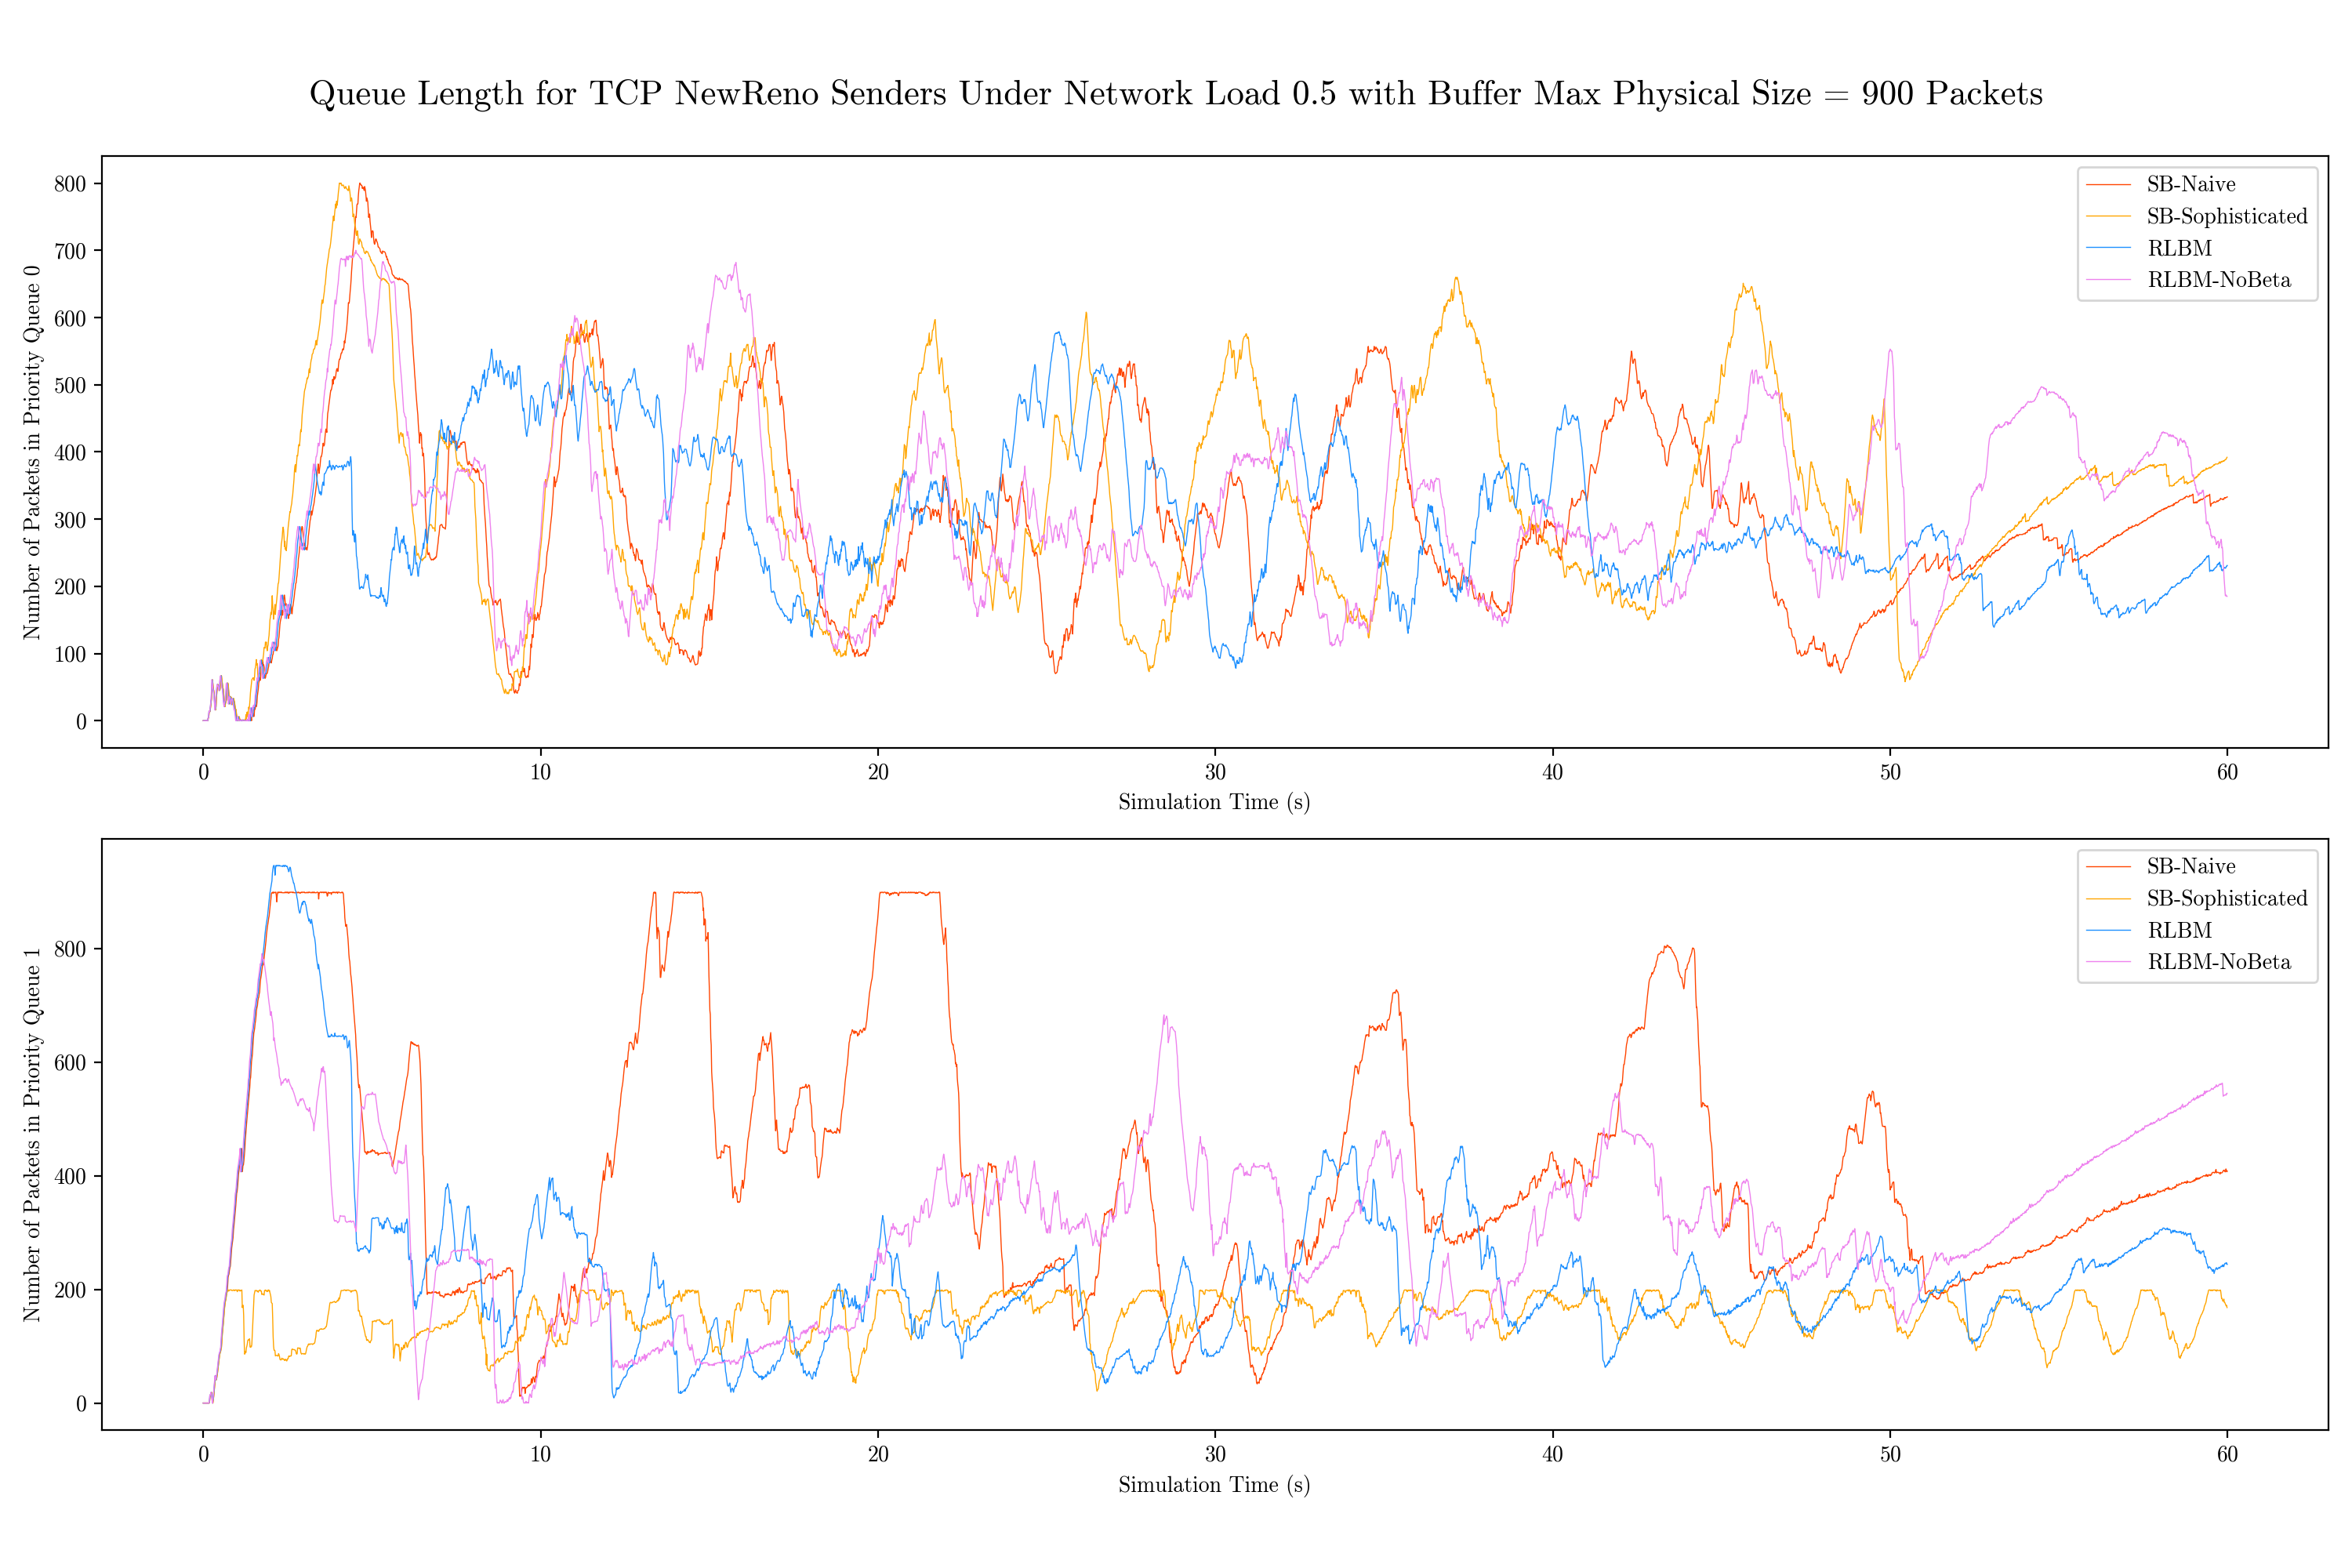 Queue Length for TCP NewReno Senders Under Network Load 0.5 with Buffer Max Physical Size = 900 Packets
Number of Packets in Priority Queue 0
800
700
600
500
400
300
200
100
0
SB-Naive
SB-Sophisticated
RLBM
RLBM-NoBeta
0 10 20 30 40 50 60
Simulation Time (s)
Number of Packets in Priority Queue 1
800
600
400
200
0
SB-Naive
SB-Sophisticated
RLBM
RLBM-NoBeta
0 10 20 30 40 50 60
Simulation Time (s)